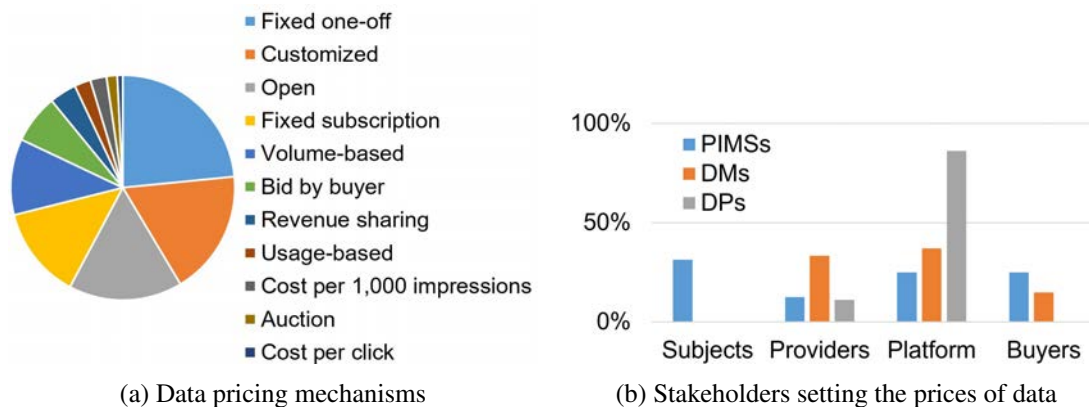 Fixed one-off
Customized
Open
Fixed subscription
Volume-based
Bid by buyer
Revenue sharing
Usage-based
Cost per 1,000 impressions
Auction
Cost per click
(a) Data pricing mechanisms
100%
50%
0%
PIMSs
DMs
DPs
Subjects Providers Platform Buyers
(b) Stakeholders setting the prices of data